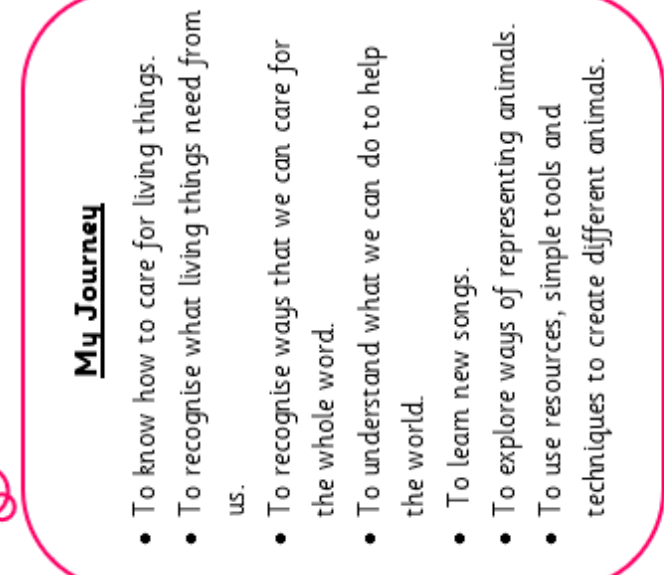 My Journey
• To know how to care for living things.
• To recognise what living things need from
us.
• To recognise ways that we can care for
the whole word.
• To understand what we can do to help
the world.
• To learn new songs.
• To explore ways of representing animals.
• To use resources, simple tools and
techniques to create different animals.